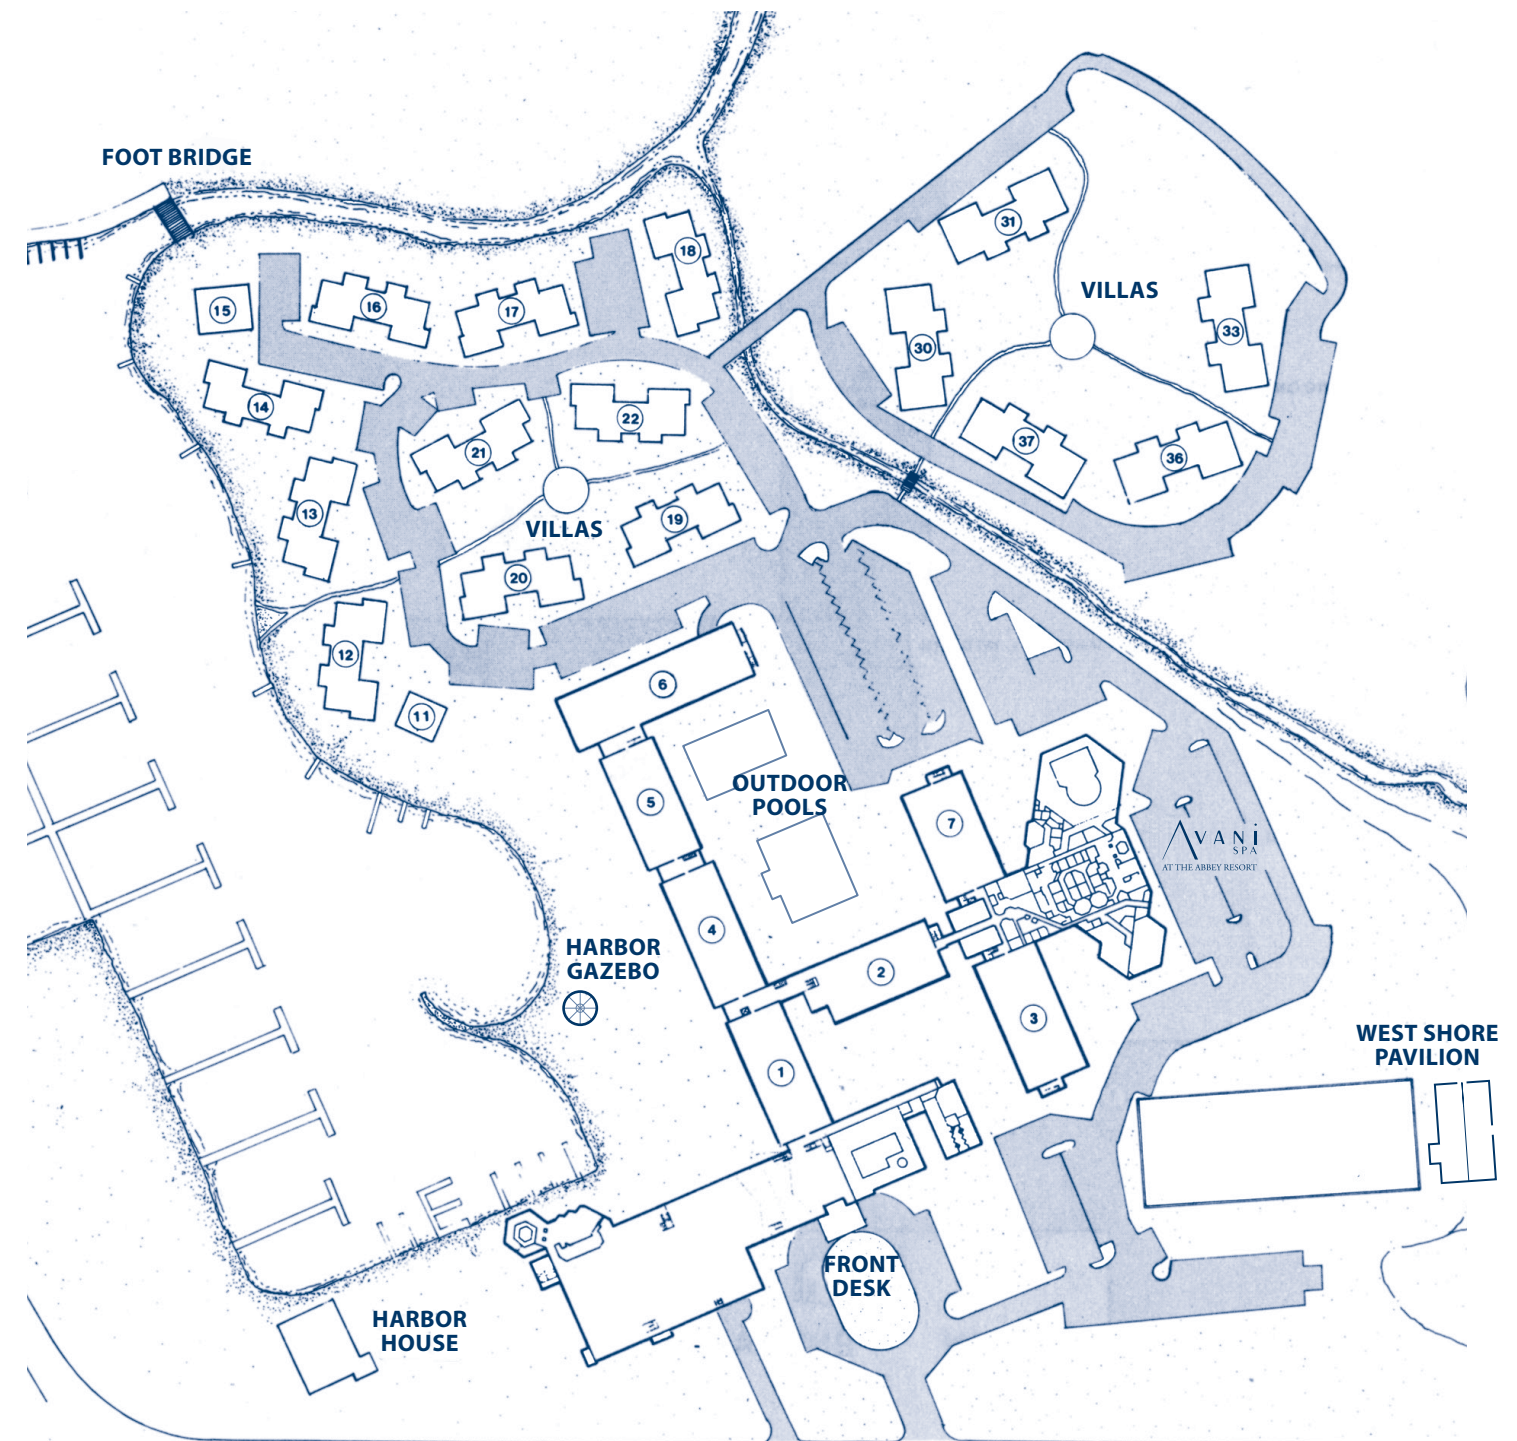 FOOT BRIDGE
31
18
VILLAS
15
16
17
33
30
14
22
21
37
36
13
19
VILLAS
20
12
6
11
OUTDOOR
POOLS
5
7
AVANi
SPA
AT THE ABBEY RESORT
4
HARBOR
GAZEBO
2
3
WEST SHORE
PAVILION
1
FRONT
DESK
HARBOR
HOUSE